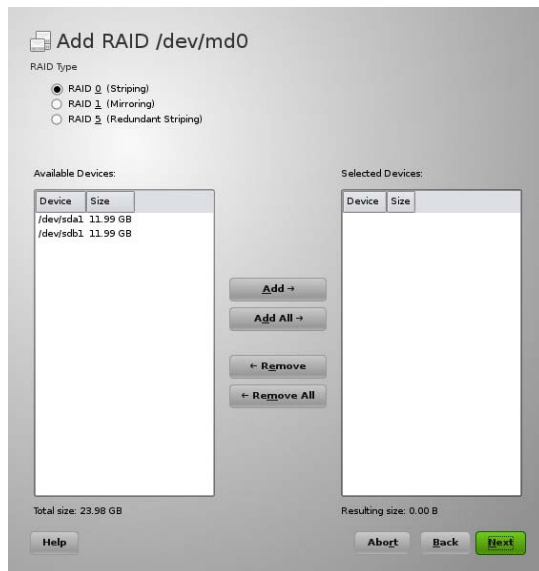 Add RAID /dev/md0
RAID Type
RAID 0 (Striping)
RAID 1 (Mirroring)
RAID 5 (Redundant Striping)
Available Devices:
Device Size
/dev/sda1 11.99 GB
/dev/sdb1 11.99 GB
Total size: 23.98 GB
Add →
Add All →
← Remove
← Remove All
Selected Devices:
Device Size
Resulting size: 0.00 B
Help
Abort Back Next